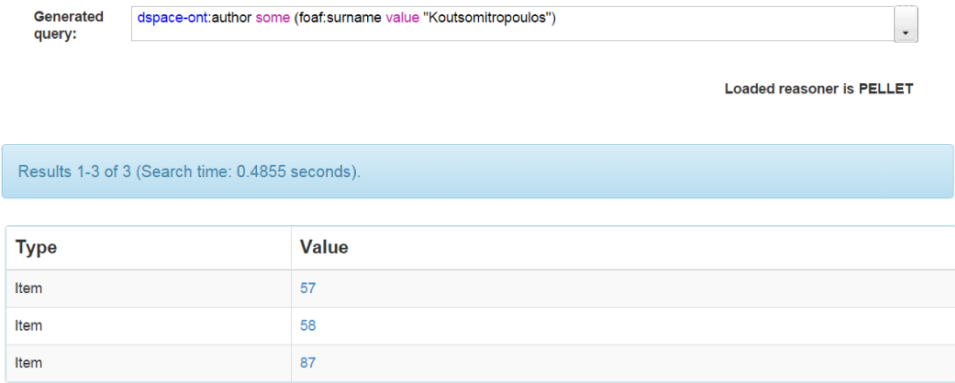 Generated
query:
dspace-ont:author some (foaf:surname value "Koutsomitropoulos")
Loaded reasoner is PELLET
Results 1-3 of 3 (Search time: 0.4855 seconds).
Type Value
Item 57
Item 58
Item 87